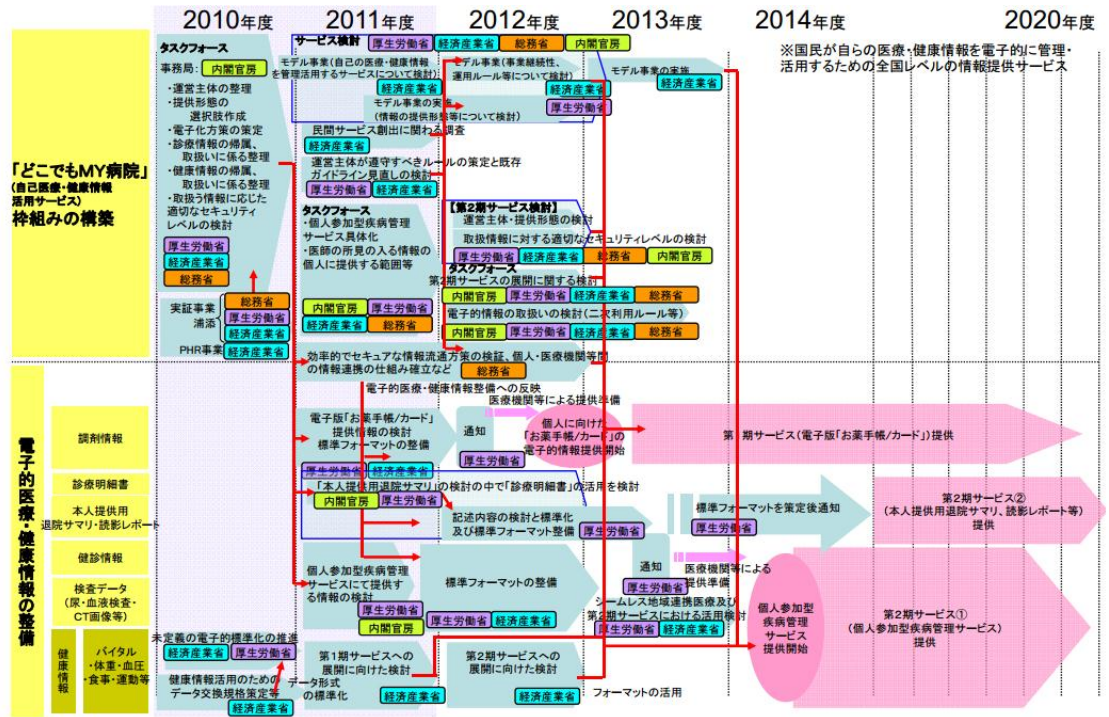 2010年度
2011年度
2012年度
2013年度
2014年度
2020年度
※国民が自らの医療・健康情報を電子的に管理・
活用するための全国レベルの情報提供サービス
「どこでもMY病院」
(自己医療・健康情報
活用サービス)
枠組みの構築
タスクフォース
事務局:
内閣官房
・運営主体の整理
・提供形態の
選択肢作成
・電子化方策の策定
・診療情報の帰属、
取扱いに係る整理
・健康情報の帰属、
取扱いに係る整理
・取扱う情報に応じた
適切なセキュリティ
レベルの検討
厚生労働省
経済産業省
総務省
実証事業
浦添
総務省
厚生労働省
経済産業省
PHR事業
経済産業省
サービス検討
厚生労働省
経済産業省
総務省
内閣官房
モデル事業(自己の医療・健康情報
を管理活用するサービスについて検討)
経済産業省
モデル事業(事業継続性、
運用ルール等について検討)
経済産業省
モデル事業の実施
経済産業省
モデル事業の実施
(情報の提供形態等について検討)
厚生労働省
民間サービス創出に関わる調査
経済産業省
運営主体が遵守すべきルールの策定と既存
ガイドライン見直しの検討
厚生労働省
経済産業省
タスクフォース
・個人参加型疾病管理
サービス具体化
・医師の所見の入る情報の
個人に提供する範囲等
内閣官房
厚生労働省
経済産業省
総務省
【第2期サービス検討】
運営主体・提供形態の検討
取扱情報に対する適切なセキュリティレベルの検討
厚生労働省
経済産業省
総務省
内閣官房
タスクフォース
第2期サービスの展開に関する検討
内閣官房
厚生労働省
経済産業省
総務省
電子的情報の取扱いの検討(二次利用ルール等)
内閣官房
厚生労働省
経済産業省
総務省
効率的でセキュアな情報流通方策の検証、個人・医療機関等間
の情報連携の仕組み確立など
総務省
電子的医療・健康情報の整備
電子的医療・健康情報整備への反映
調剤情報
電子版「お薬手帳/カード」
提供情報の検討
標準フォーマットの整備
厚生労働省
経済産業省
通知
厚生労働省
医療機関等による提供準備
個人に向けた
「お薬手帳/カード」の
電子的情報提供開始
第1期サービス(電子版「お薬手帳/カード」)提供
診療明細書
「本人提供用退院サマリ」の検討の中で「診療明細書」の活用を検討
内閣官房
厚生労働省
本人提供用
退院サマリ・読影レポート
記述内容の検討と標準化
及び標準フォーマット整備
厚生労働省
標準フォーマットを策定後通知
厚生労働省
第2期サービス②
(本人提供用退院サマリ、読影レポート等)
提供
健診情報
検査データ
(尿・血液検査・
CT画像等)
個人参加型疾病管理
サービスにて提供す
る情報の検討
厚生労働省
内閣官房
標準フォーマットの整備
厚生労働省
経済産業省
通知
厚生労働省
医療機関等による
提供準備
シームレス地域連携医療及び
第2期サービスにおける活用検討
厚生労働省
経済産業省
個人参加型
疾病管理
サービス
提供開始
第2期サービス①
(個人参加型疾病管理サービス)
提供
健康情報
バイタル
・体重・血圧
・食事・運動等
未定義の電子的標準化の推進
経済産業省
厚生労働省
健康情報活用のための
データ交換規格策定等
経済産業省
第1期サービスへの
展開に向けた検討
データ形式
の標準化
経済産業省
第2期サービスへの
展開に向けた検討
経済産業省
フォーマットの活用